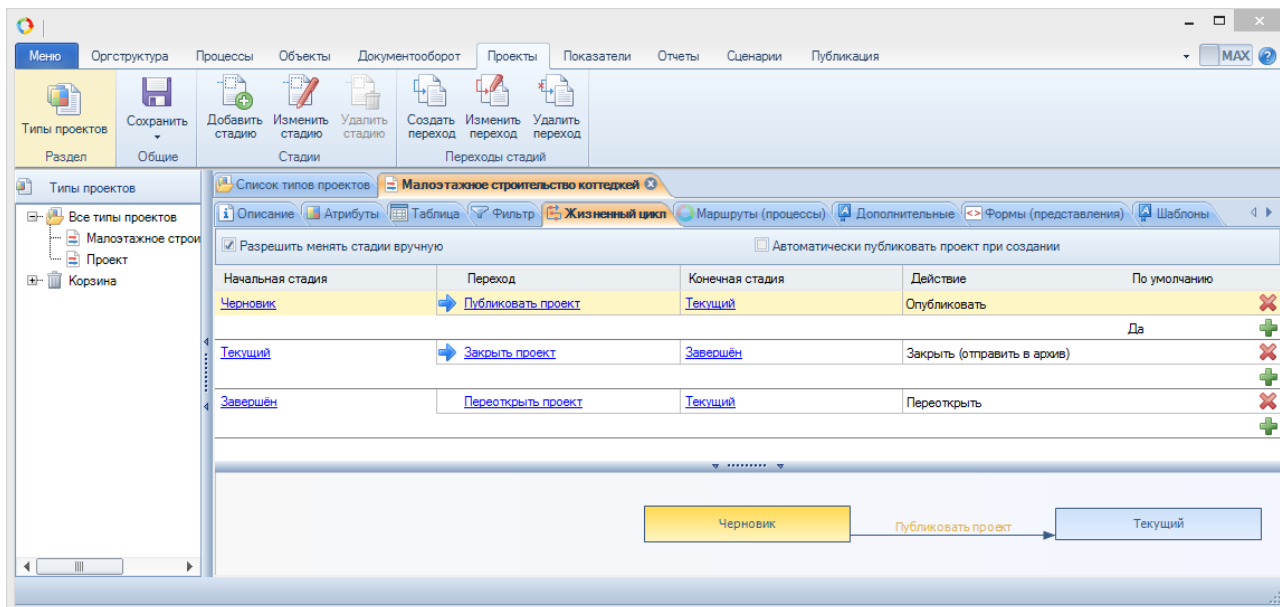 Меню Оргструктура Процессы Объекты Документооборот Проекты Показатели Отчеты Сценарии Публикация MAX
Типы проектов Сохранить Добавить стадию Изменить стадию Удалить стадию Создать переход Изменить переход Удалить переход
Раздел Общие Стадии Переходы стадий
Типы проектов Список типов проектов Малоэтажное строительство коттеджей
Все типы проектов Описание Атрибуты Таблица Фильтр Жизненный цикл Маршруты (процессы) Дополнительные Формы (представления) Шаблоны
Малоэтажное строи Разрешить менять стадии вручную Автоматически публиковать проект при создании
Проект
Корзина Начальная стадия Переход Конечная стадия Действие По умолчанию
Черновик Публиковать проект Текущий Опубликовать
Да
Текущий Закрыть проект Завершён Закрыть (отправить в архив)
Завершён Переоткрыть проект Текущий Переоткрыть
Черновик Публиковать проект Текущий